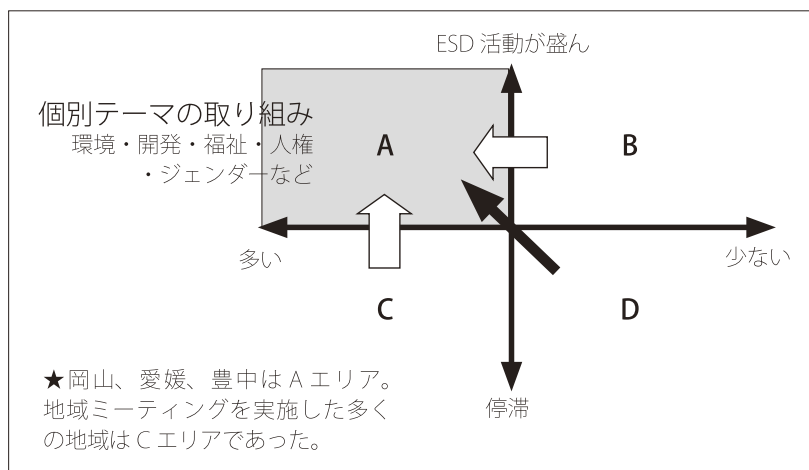 ESD 活動が盛ん
個別テーマの取り組み
環境・開発・福祉・人権
・ジェンダーなど
A
B
多い
少ない
C
D
★岡山、愛媛、豊中は A エリア。
地域ミーティングを実施した多く
の地域は C エリアであった。
停滞